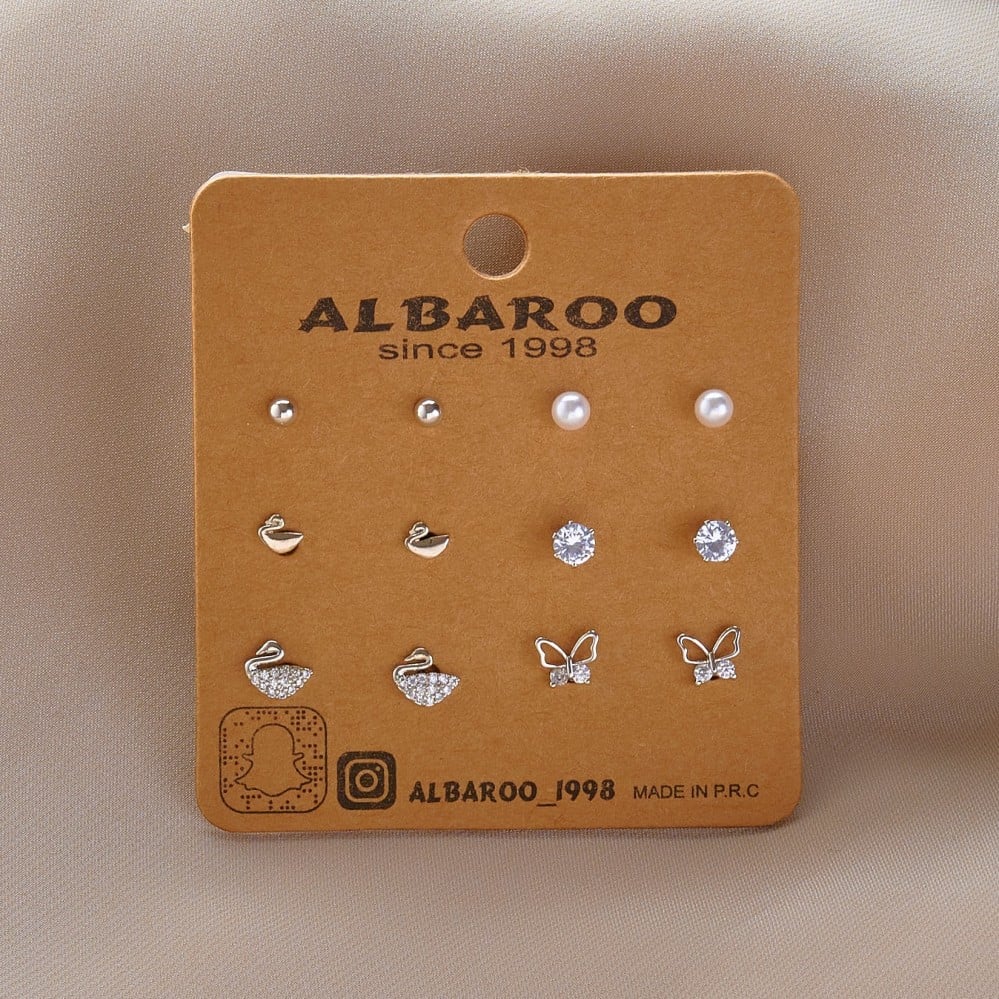 ALBAROO
since 1998
ALBAROO_1998 MADE IN P.R.C